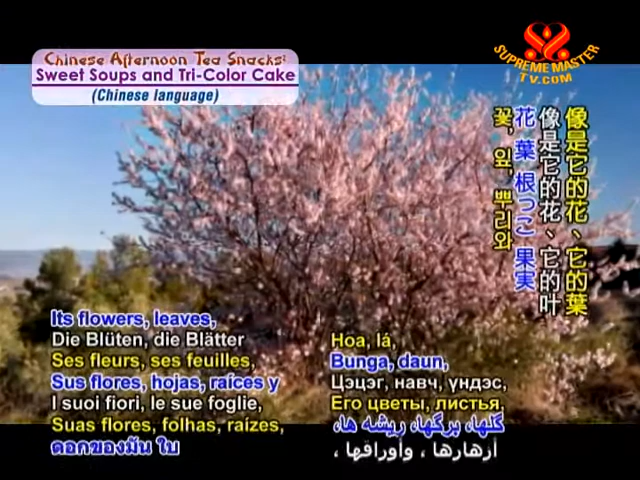 Chinese Afternoon Tea Snacks:
Sweet Soups and Tri-Color Cake
(Chinese language)
SUPREME MASTER
TV.COM
像是它的花、它的葉
像是它的花、它的叶
花 葉 根っこ 果実
꽃, 잎, 뿌리와
Its flowers, leaves,
Die Blüten, die Blätter
Ses fleurs, ses feuilles,
Sus flores, hojas, raíces y
I suoi fiori, le sue foglie,
Suas flores, folhas, raízes,
ดอกของมัน ใบ
Hoa, lá,
Bunga, daun,
Цэцэг, навч, үндэс,
Его цветы, листья,
گلها، برگها، ریشه ها،
أزهارها ، وأوراقها ،